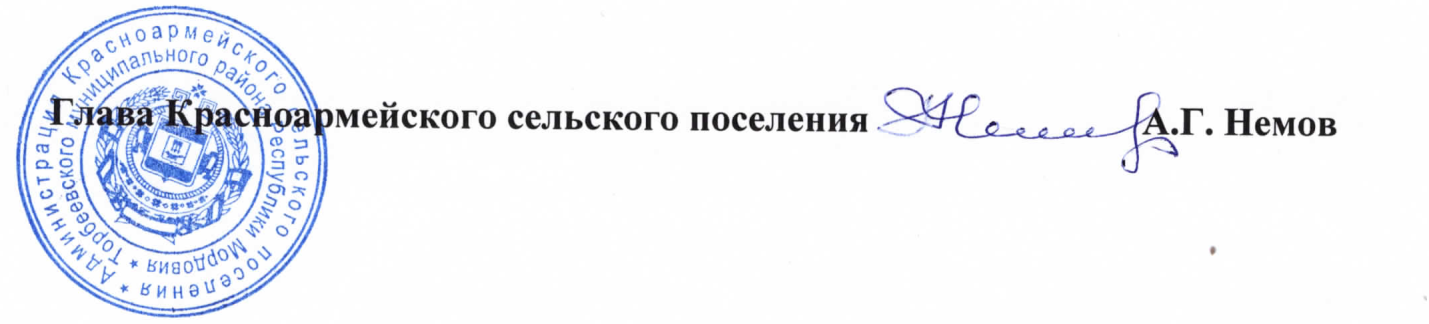 Глава Красноармейского сельского поселения А.Г. Немов
Администрация Красноармейского сельского поселения *
Торбеевского муниципального района Республики Мордовия *